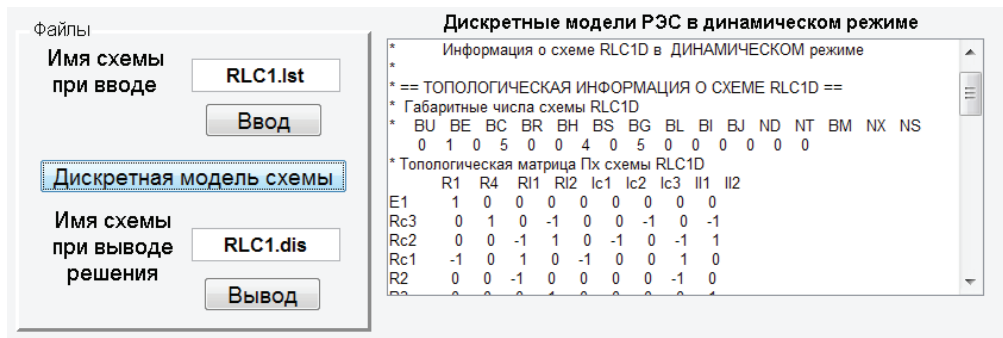 Файлы
Имя схемы
при вводе
RLC1.lst
Ввод
Дискретная модель схемы
Имя схемы
при выводе
решения
RLC1.dis
Вывод
Дискретные модели РЭС в динамическом режиме
* Информация о схеме RLC1D в ДИНАМИЧЕСКОМ режиме
*
* == ТОПОЛОГИЧЕСКАЯ ИНФОРМАЦИЯ О СХЕМЕ RLC1D ==
* Габаритные числа схемы RLC1D
* BU BE BC BR BH BS BG BL BI BJ ND NT BM NX NS
0 1 0 5 0 0 4 0 5 0 0 0 0 0 0
* Топологическая матрица Пх схемы RLC1D
R1 R4 Rl1 Rl2 Ic1 Ic2 Ic3 Il1 Il2
E1 1 0 0 0 0 0 0 0 0
Rc3 0 1 0 -1 0 0 -1 0 -1
Rc2 0 0 -1 1 0 -1 0 -1 1
Rc1 -1 0 1 0 -1 0 0 1 0
R2 0 0 -1 0 0 0 0 -1 0